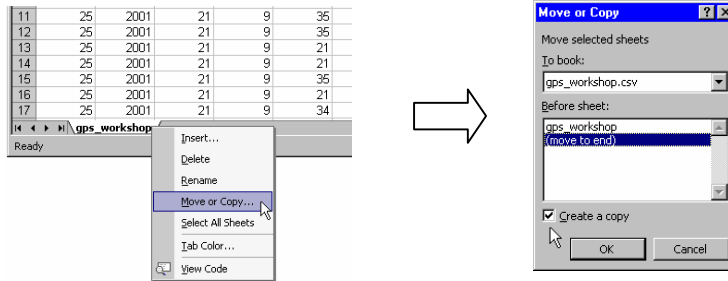 11 25 2001 21 9 35
12 25 2001 21 9 35
13 25 2001 21 9 21
14 25 2001 21 9 21
15 25 2001 21 9 35
16 25 2001 21 9 21
17 25 2001 21 9 34
gps_workshop
Ready
Insert...
Delete
Rename
Move or Copy...
Select All Sheets
Tab Color...
View Code
Move or Copy
Move selected sheets
To book:
gps_workshop.csv
Before sheet:
gps_workshop
(move to end)
Create a copy
OK Cancel